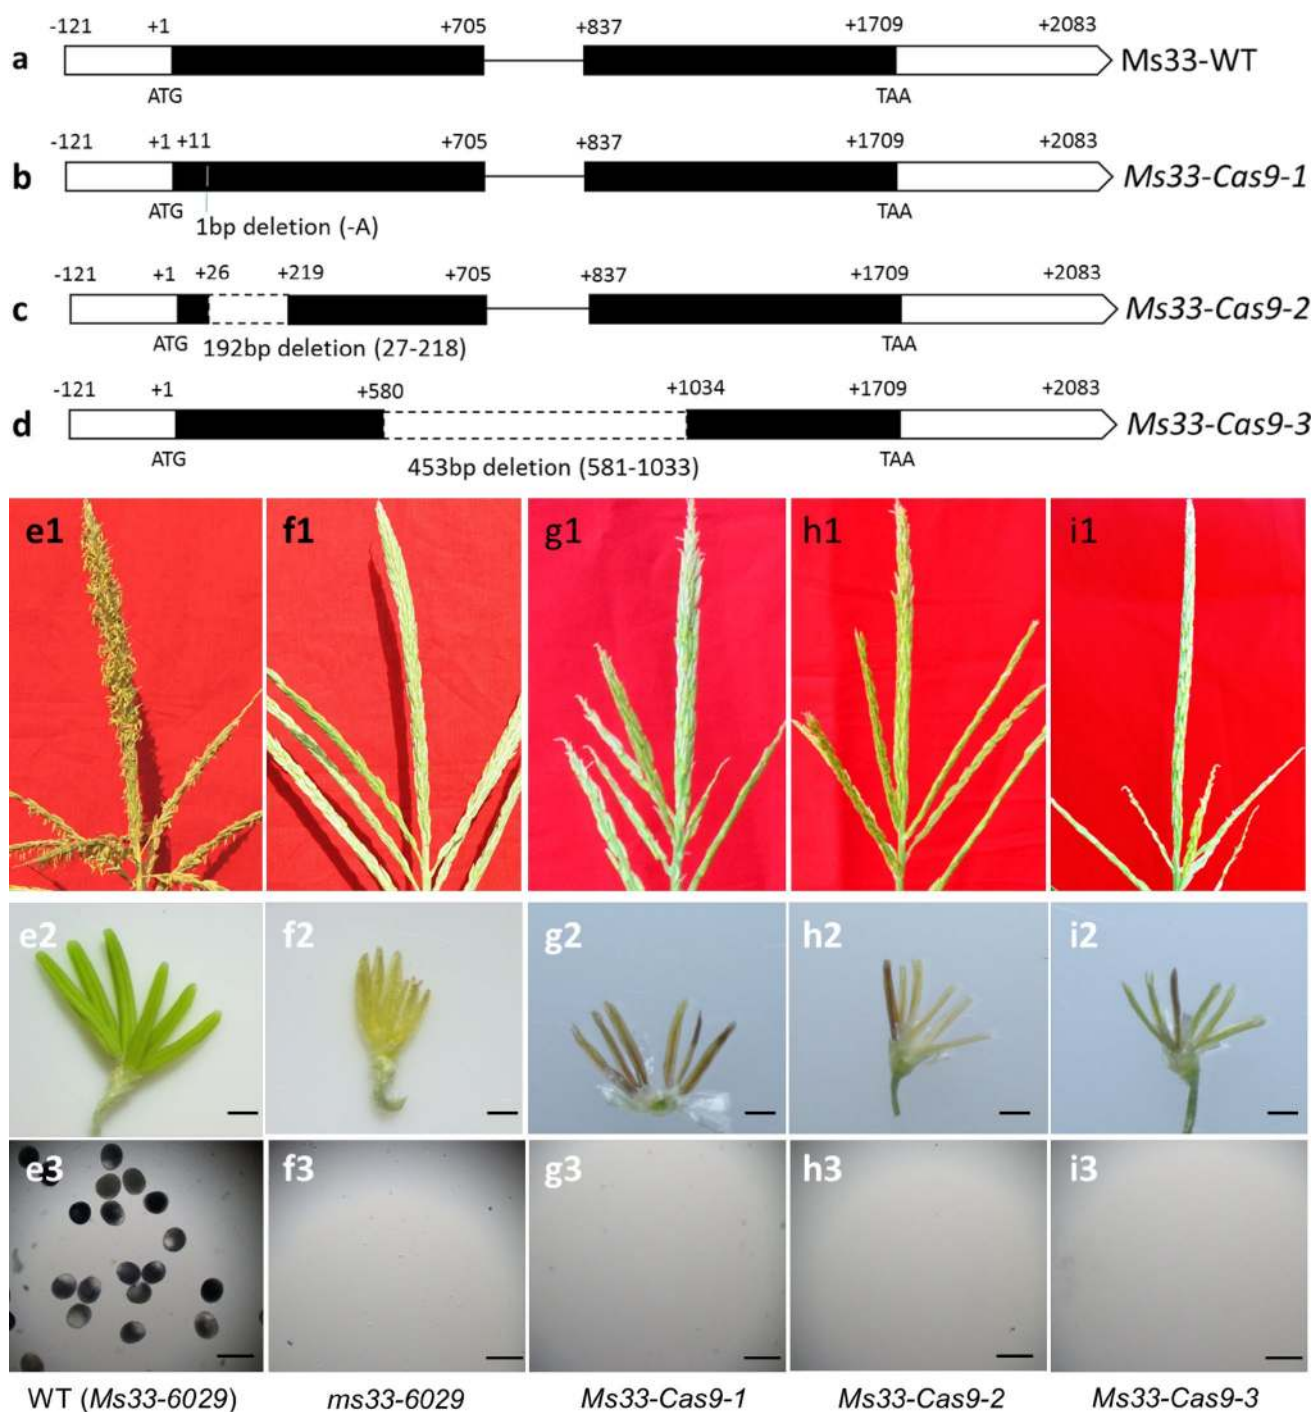 -121 +1 +705 +837 +1709 +2083
a Ms33-WT
ATG TAA
-121 +1 +11 +705 +837 +1709 +2083
b Ms33-Cas9-1
ATG TAA
1bp deletion (-A)
-121 +1 +26 +219 +705 +837 +1709 +2083
c Ms33-Cas9-2
ATG 192bp deletion (27-218) TAA
-121 +1 +580 +1034 +1709 +2083
d Ms33-Cas9-3
ATG 453bp deletion (581-1033) TAA
e1 f1 g1 h1 i1
e2 f2 g2 h2 i2
e3 f3 g3 h3 i3
WT (Ms33-6029) ms33-6029 Ms33-Cas9-1 Ms33-Cas9-2 Ms33-Cas9-3